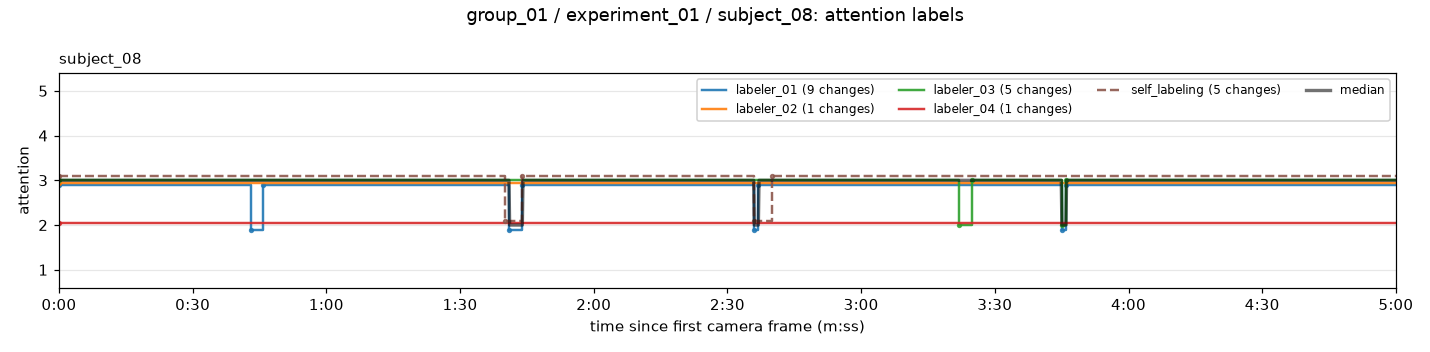 group_01 / experiment_01 / subject_08: attention labels
subject_08
labeler_01 (9 changes)
labeler_02 (1 changes)
labeler_03 (5 changes)
labeler_04 (1 changes)
self_labeling (5 changes)
median
attention
5
4
3
2
1
0:00 0:30 1:00 1:30 2:00 2:30 3:00 3:30 4:00 4:30 5:00
time since first camera frame (m:ss)